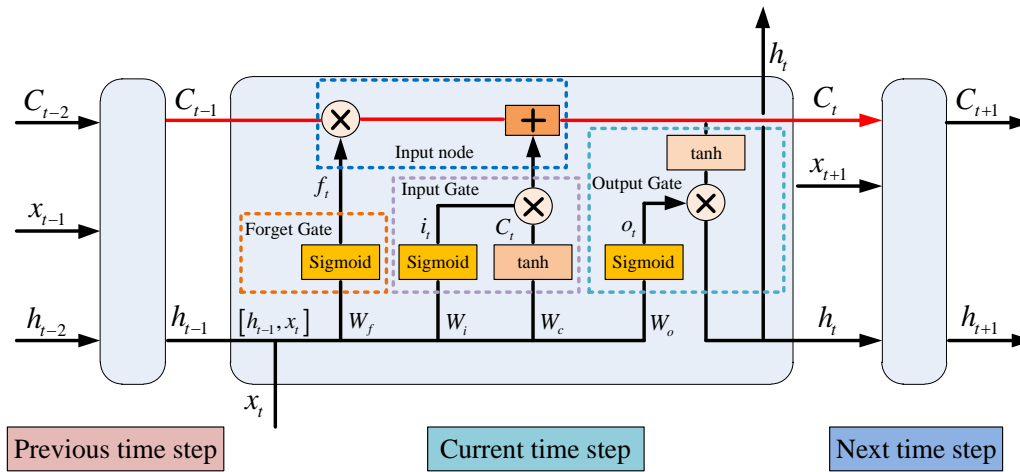 h_t
C_{t-2}
C_{t-1}
C_t
C_{t+1}
Input node
tanh
x_{t+1}
f_t
Input Gate
Output Gate
x_{t-1}
i_t
C_t
o_t
Forget Gate
Sigmoid
Sigmoid
tanh
Sigmoid
h_{t-2}
h_{t-1}
[h_{t-1}, x_t]
W_f
W_i
W_c
W_o
h_t
h_{t+1}
x_t
Previous time step
Current time step
Next time step